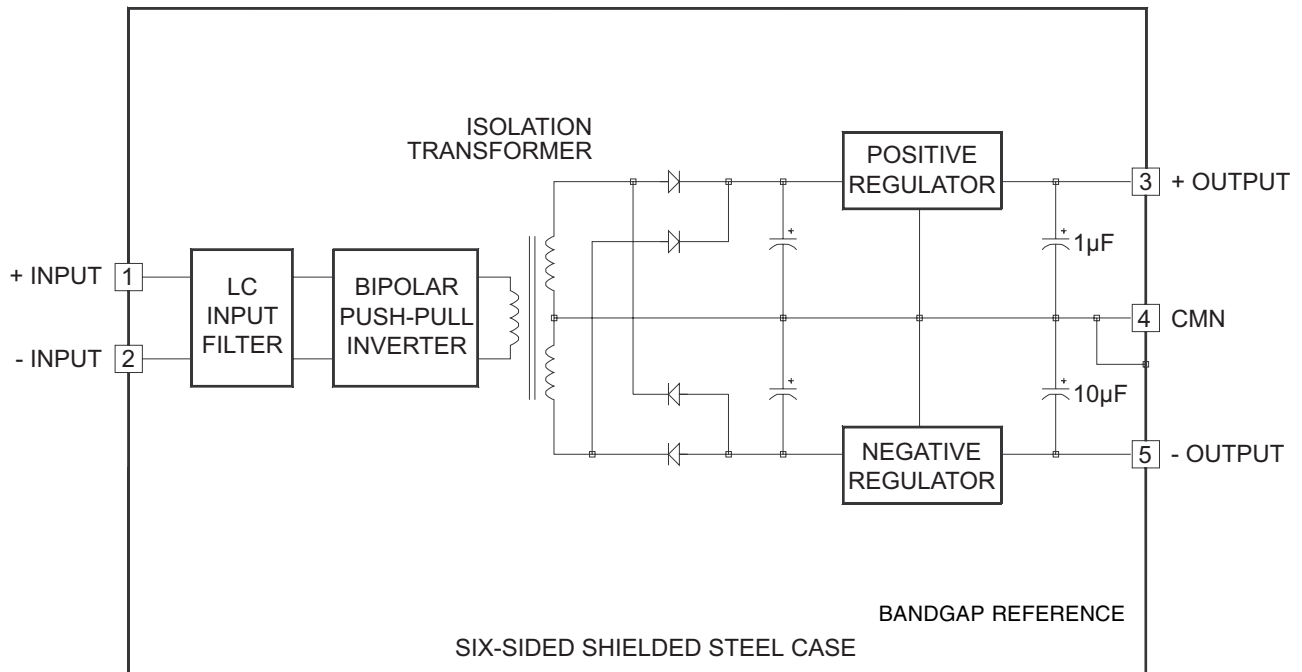 ISOLATION
TRANSFORMER
POSITIVE
REGULATOR
3 + OUTPUT
+
+
1µF
+ INPUT 1
LC
INPUT
FILTER
BIPOLAR
PUSH-PULL
INVERTER
4 CMN
- INPUT 2
+
+
10µF
NEGATIVE
REGULATOR
5 - OUTPUT
BANDGAP REFERENCE
SIX-SIDED SHIELDED STEEL CASE